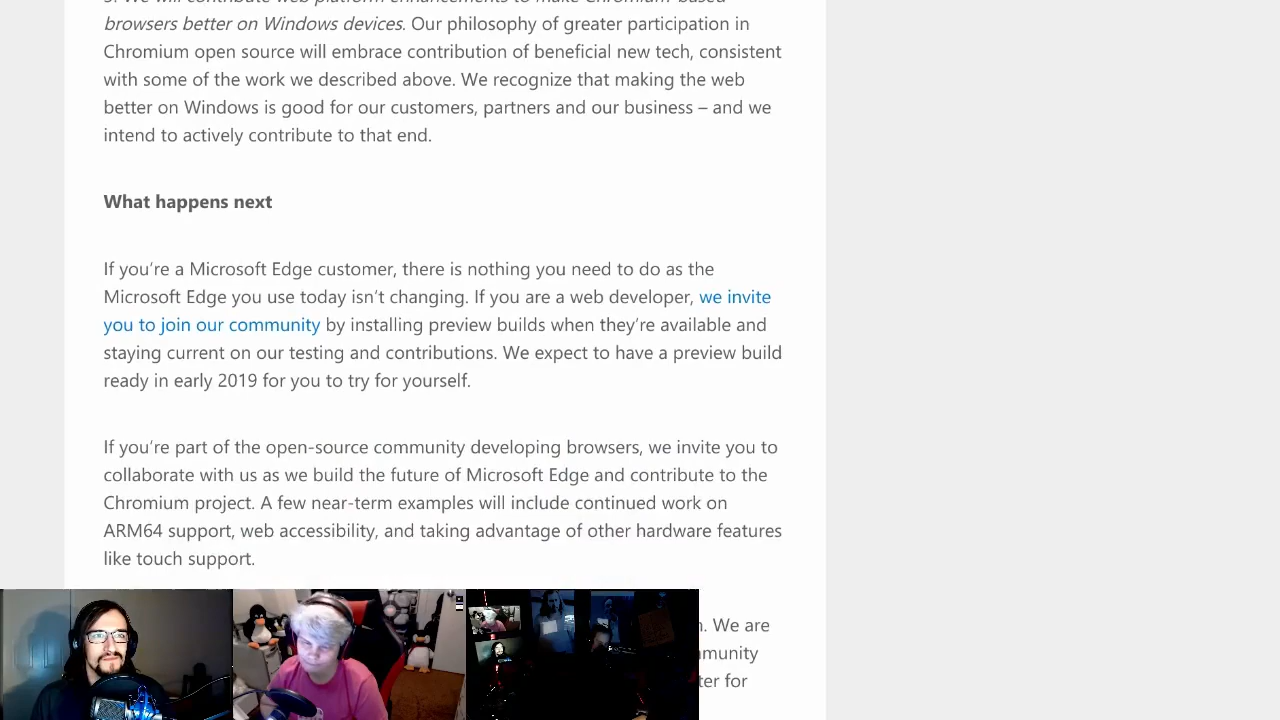 browsers better on Windows devices. Our philosophy of greater participation in
Chromium open source will embrace contribution of beneficial new tech, consistent
with some of the work we described above. We recognize that making the web
better on Windows is good for our customers, partners and our business – and we
intend to actively contribute to that end.
What happens next
If you’re a Microsoft Edge customer, there is nothing you need to do as the
Microsoft Edge you use today isn’t changing. If you are a web developer, we invite
you to join our community by installing preview builds when they’re available and
staying current on our testing and contributions. We expect to have a preview build
ready in early 2019 for you to try for yourself.
If you’re part of the open-source community developing browsers, we invite you to
collaborate with us as we build the future of Microsoft Edge and contribute to the
Chromium project. A few near-term examples will include continued work on
ARM64 support, web accessibility, and taking advantage of other hardware features
like touch support.
We are
for